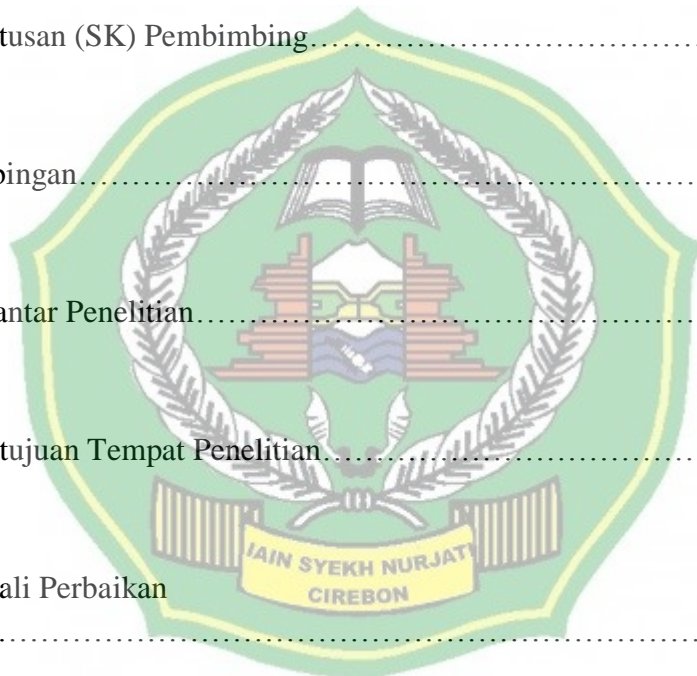 tusan (SK) Pembimbing……………………………………
bingan………………………………………………………
antar Penelitian……………………………………………
tujuan Tempat Penelitian…………………………………
ali Perbaikan
………………………………………………………………
IAIN SYEKH NURJATI
CIREBON